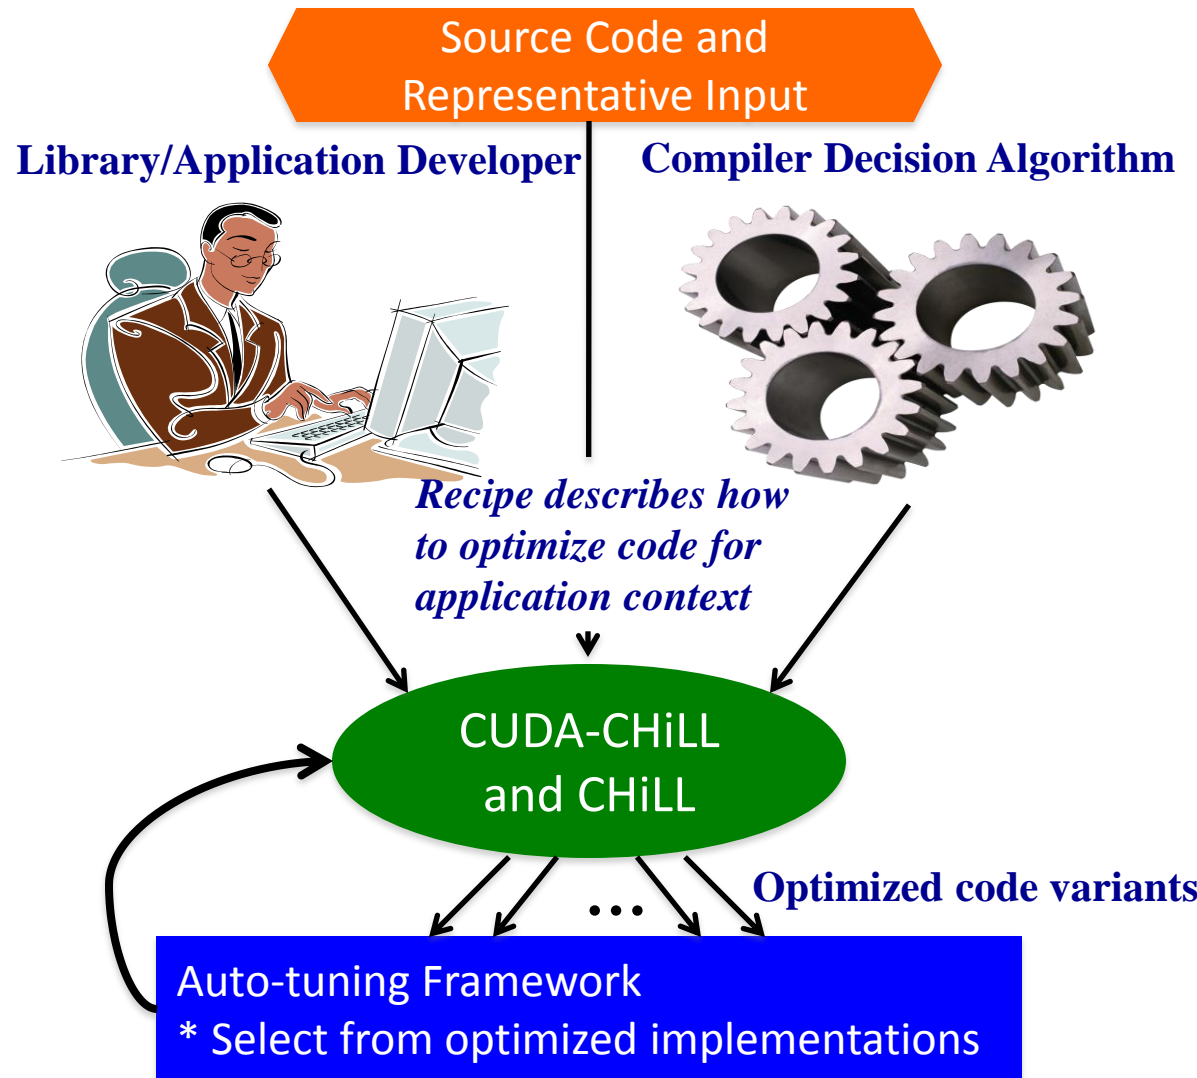 Source Code and
Representative Input
Library/Application Developer
Compiler Decision Algorithm
Recipe describes how
to optimize code for
application context
CUDA-CHiLL
and CHiLL
...
Optimized code variants
Auto-tuning Framework
* Select from optimized implementations